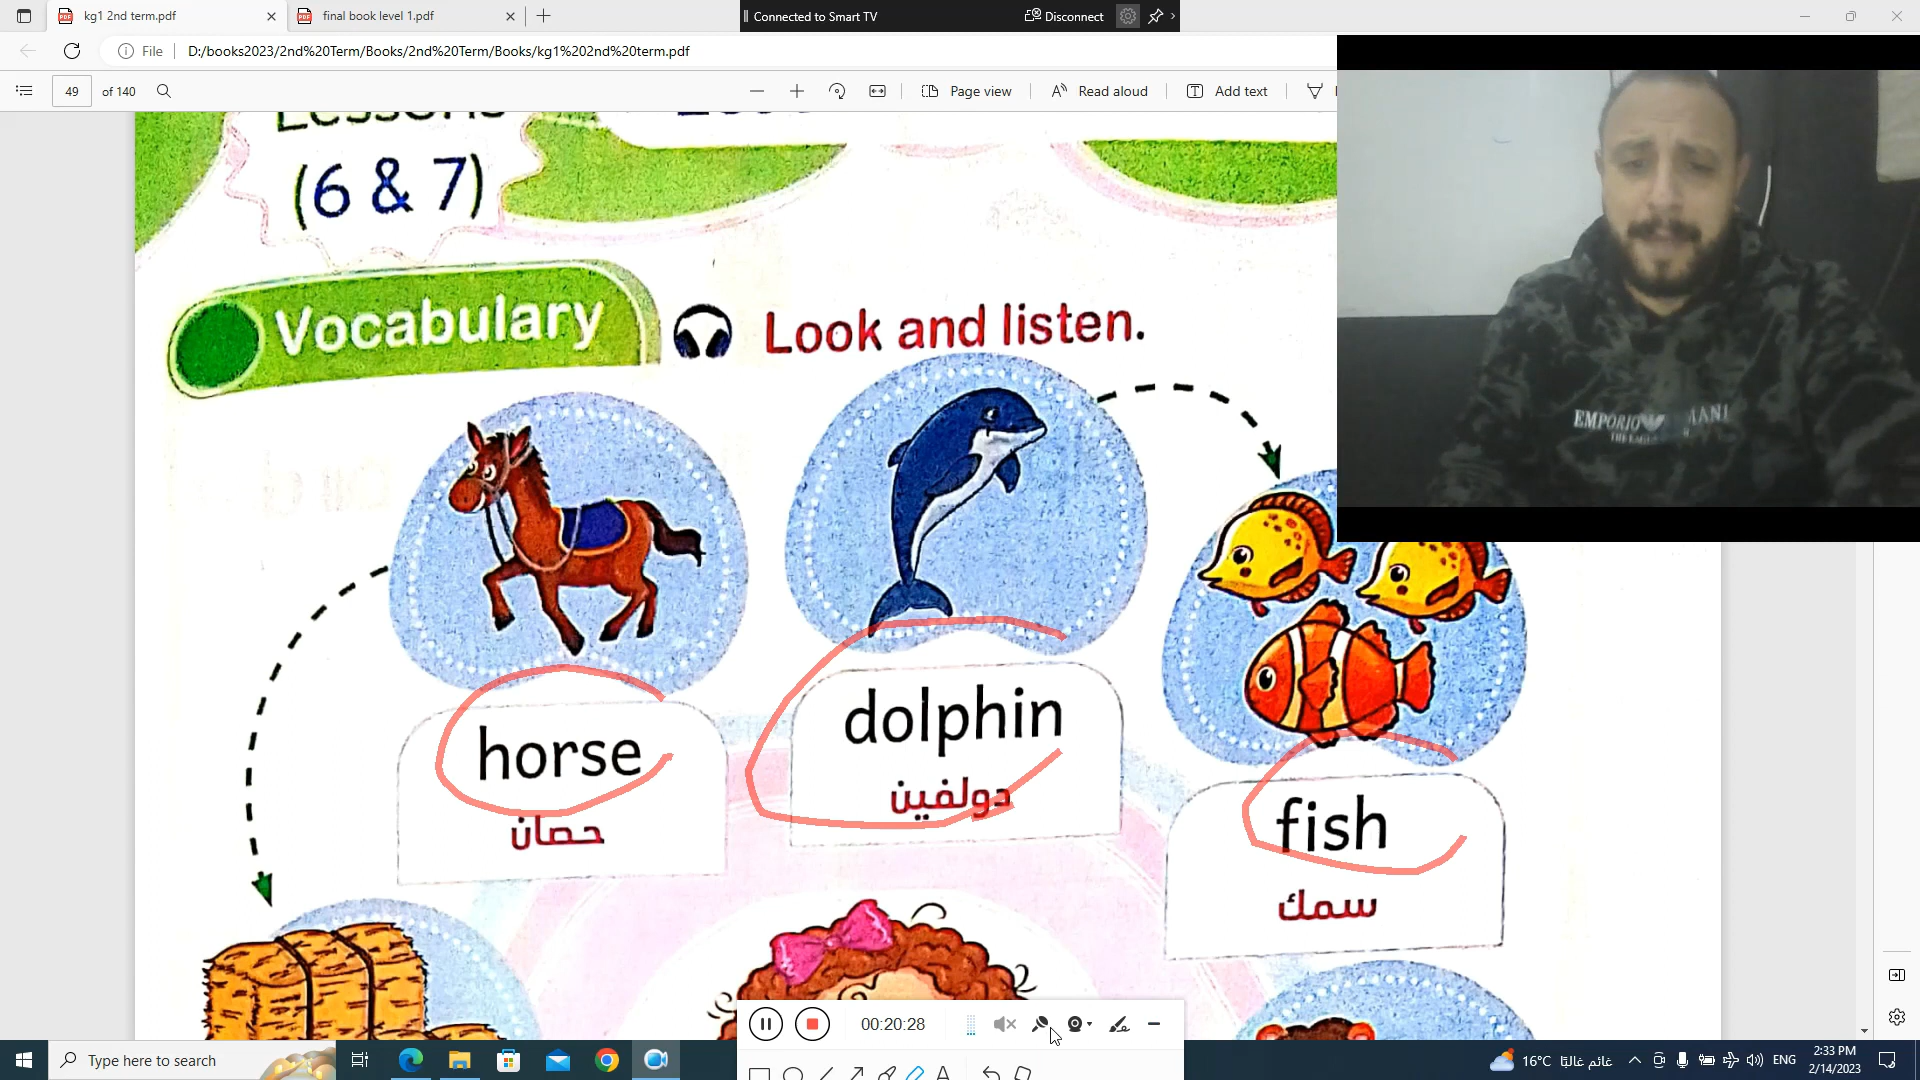 kg1 2nd term.pdf
final book level 1.pdf
Connected to Smart TV
Disconnect
File
D:/books2023/2nd%20Term/Books/2nd%20Term/Books/kg1%202nd%20term.pdf
49 of 140
Page view
Read aloud
Add text
Lessons
(6 & 7)
Vocabulary
Look and listen.
EMPORIO
horse
حصان
dolphin
دولفين
fish
سمك
00:20:28
Type here to search
16°C غائم غالبًا
ENG
2:33 PM
2/14/2023